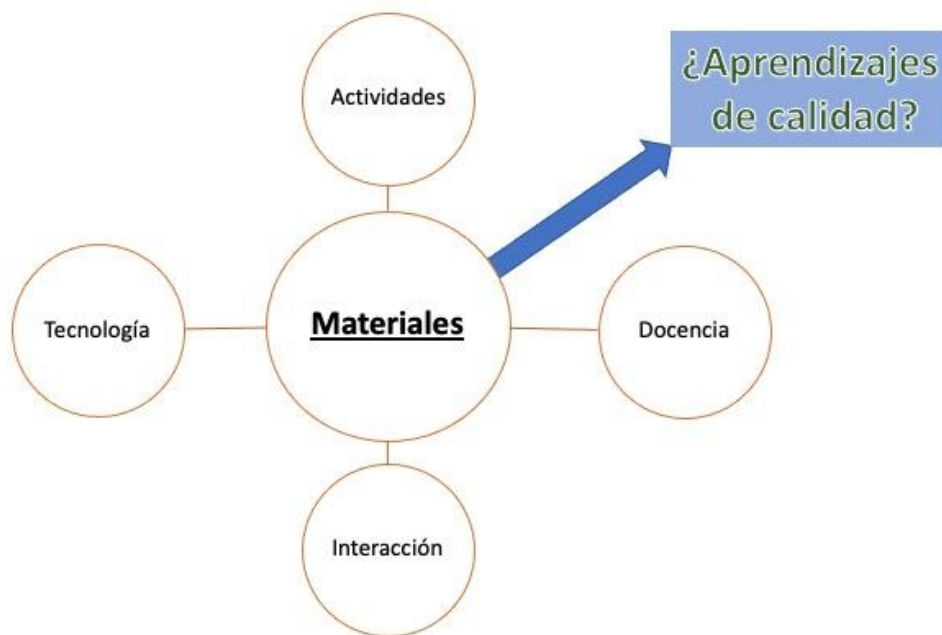 Actividades
¿Aprendizajes
de calidad?
Tecnología
Materiales
Docencia
Interacción